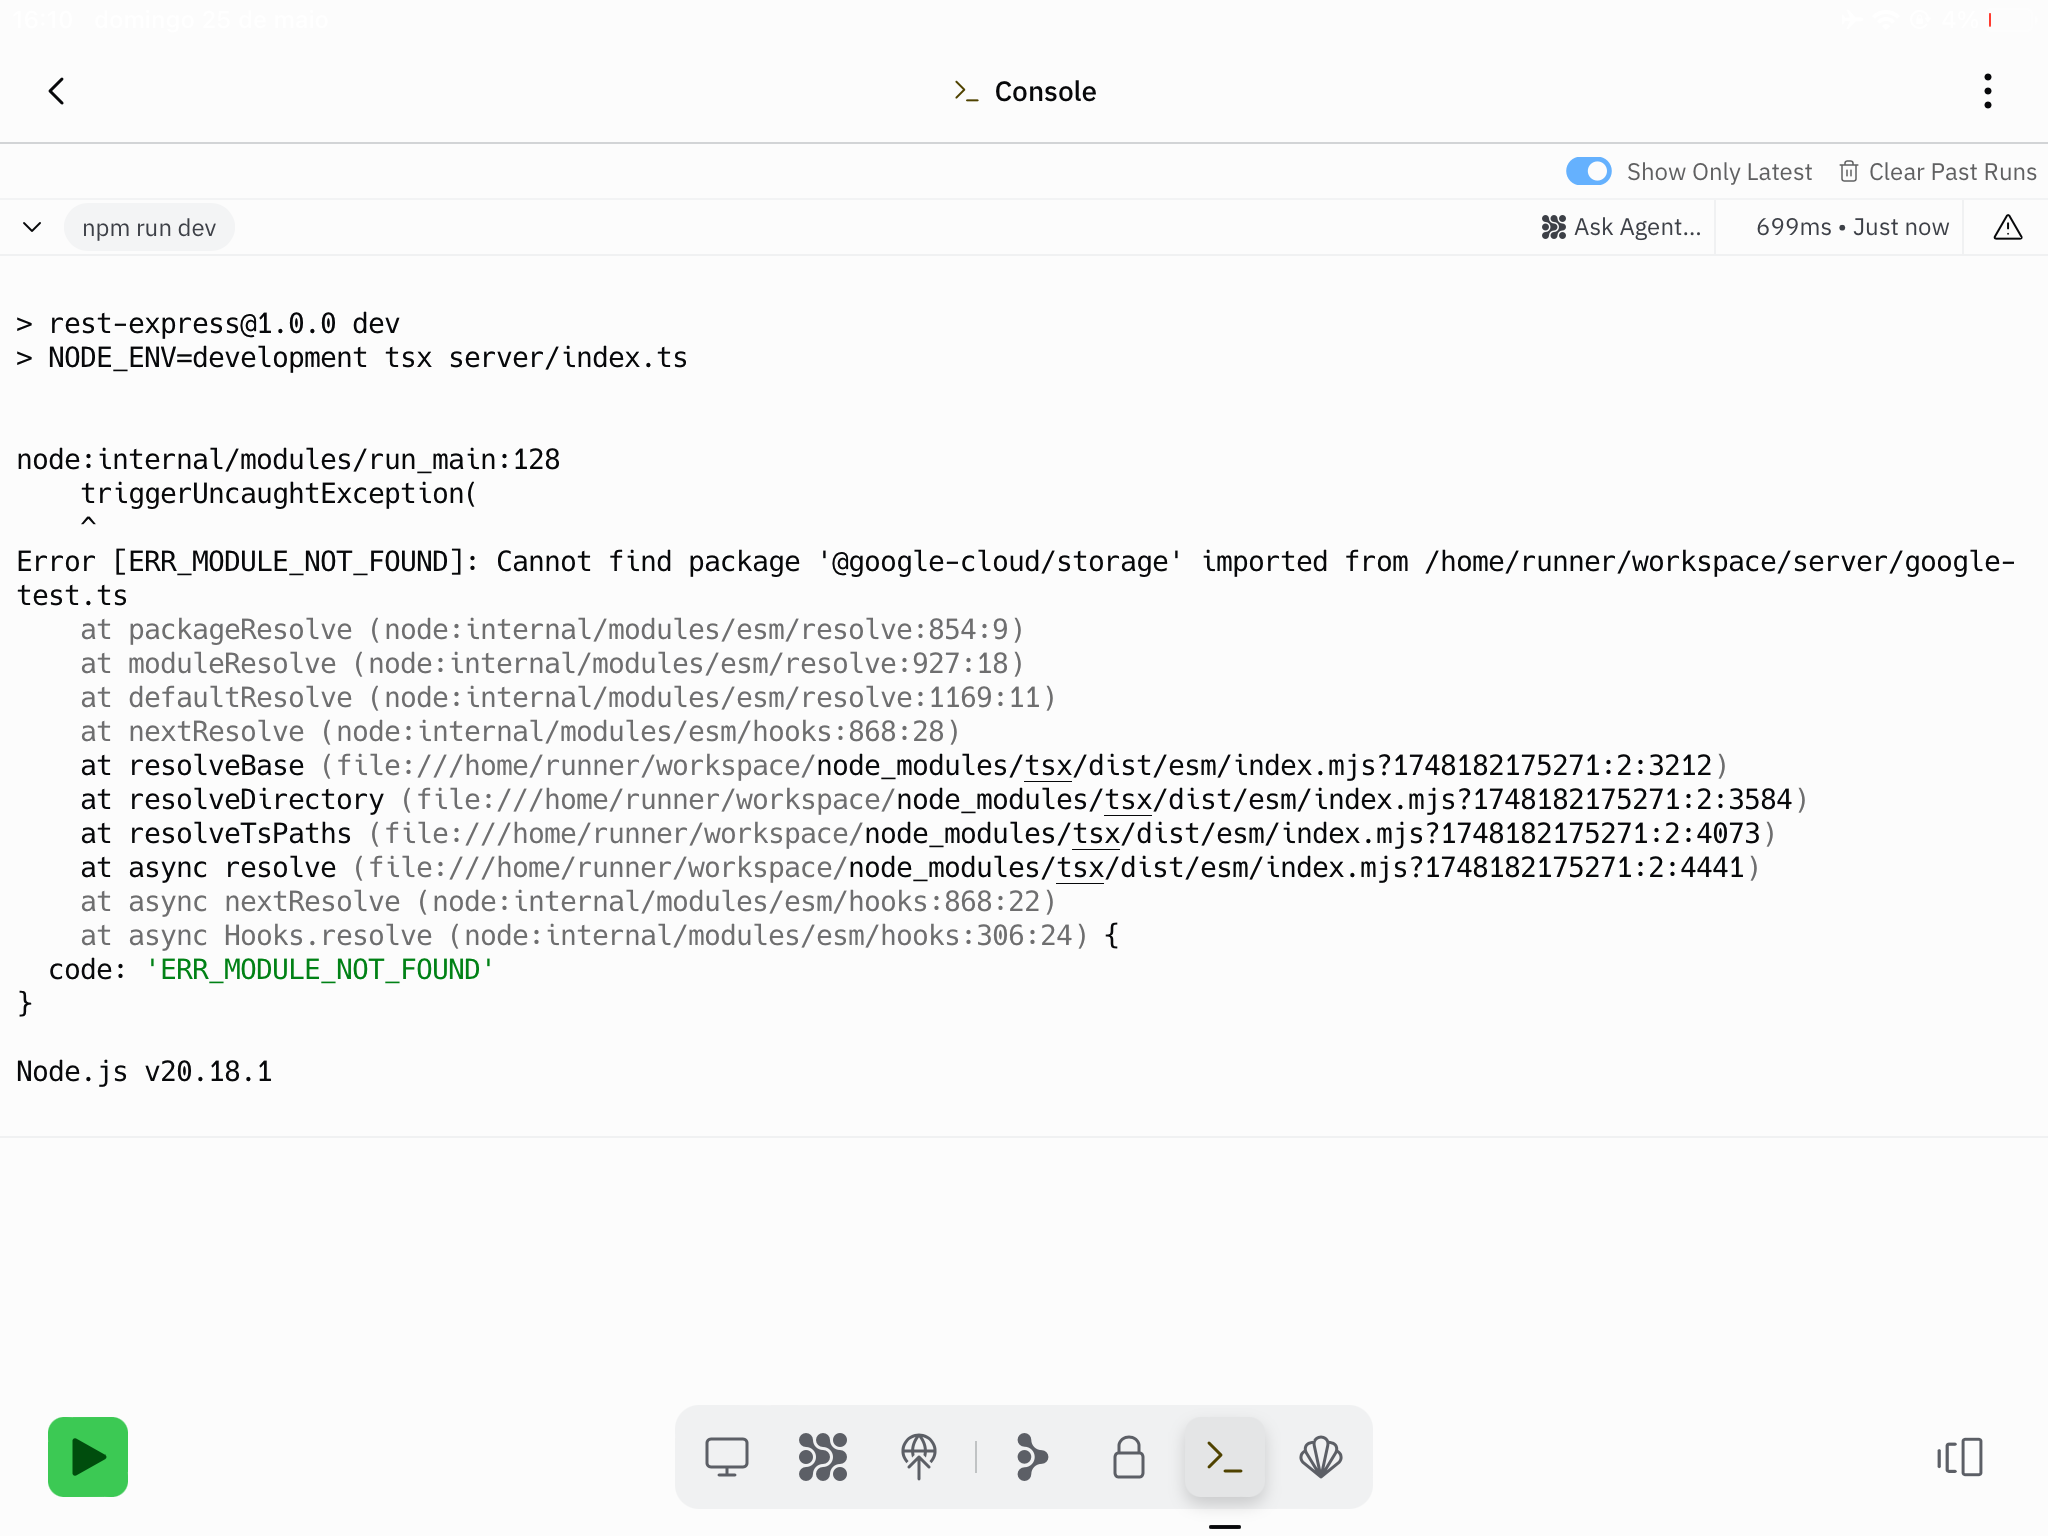 domingo 25 de maio
>_ Console
Show Only Latest Clear Past Runs
npm run dev Ask Agent... 699ms • Just now
> rest-express@1.0.0 dev
> NODE_ENV=development tsx server/index.ts
node:internal/modules/run_main:128
triggerUncaughtException(
^
Error [ERR_MODULE_NOT_FOUND]: Cannot find package '@google-cloud/storage' imported from /home/runner/workspace/server/google-
test.ts
at packageResolve (node:internal/modules/esm/resolve:854:9)
at moduleResolve (node:internal/modules/esm/resolve:927:18)
at defaultResolve (node:internal/modules/esm/resolve:1169:11)
at nextResolve (node:internal/modules/esm/hooks:868:28)
at resolveBase (file:///home/runner/workspace/node_modules/tsx/dist/esm/index.mjs?1748182175271:2:3212)
at resolveDirectory (file:///home/runner/workspace/node_modules/tsx/dist/esm/index.mjs?1748182175271:2:3584)
at resolveTsPaths (file:///home/runner/workspace/node_modules/tsx/dist/esm/index.mjs?1748182175271:2:4073)
at async resolve (file:///home/runner/workspace/node_modules/tsx/dist/esm/index.mjs?1748182175271:2:4441)
at async nextResolve (node:internal/modules/esm/hooks:868:22)
at async Hooks.resolve (node:internal/modules/esm/hooks:306:24) {
code: 'ERR_MODULE_NOT_FOUND'
}
Node.js v20.18.1